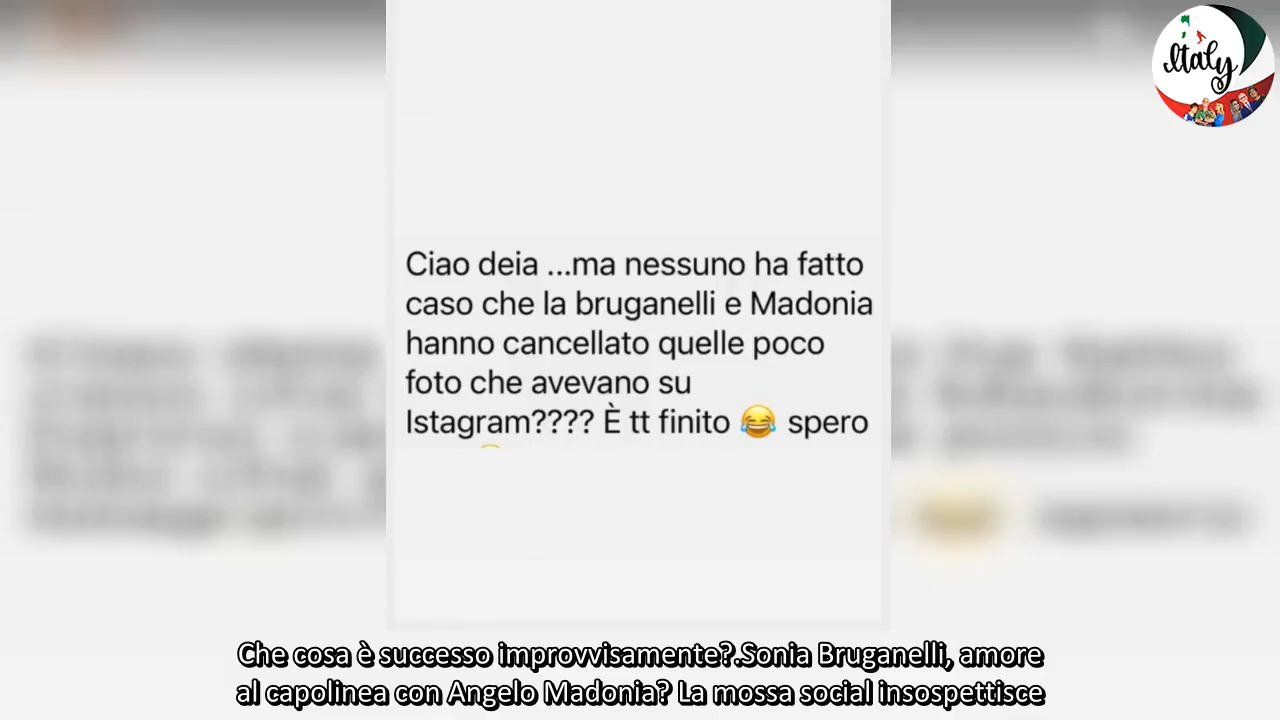 Italy
Ciao deia ...ma nessuno ha fatto
caso che la bruganelli e Madonia
hanno cancellato quelle poco
foto che avevano su
Istagram???? È tt finito 😂 spero
Che cosa è successo improvvisamente?.Sonia Bruganelli, amore
al capolinea con Angelo Madonia? La mossa social insospettisce